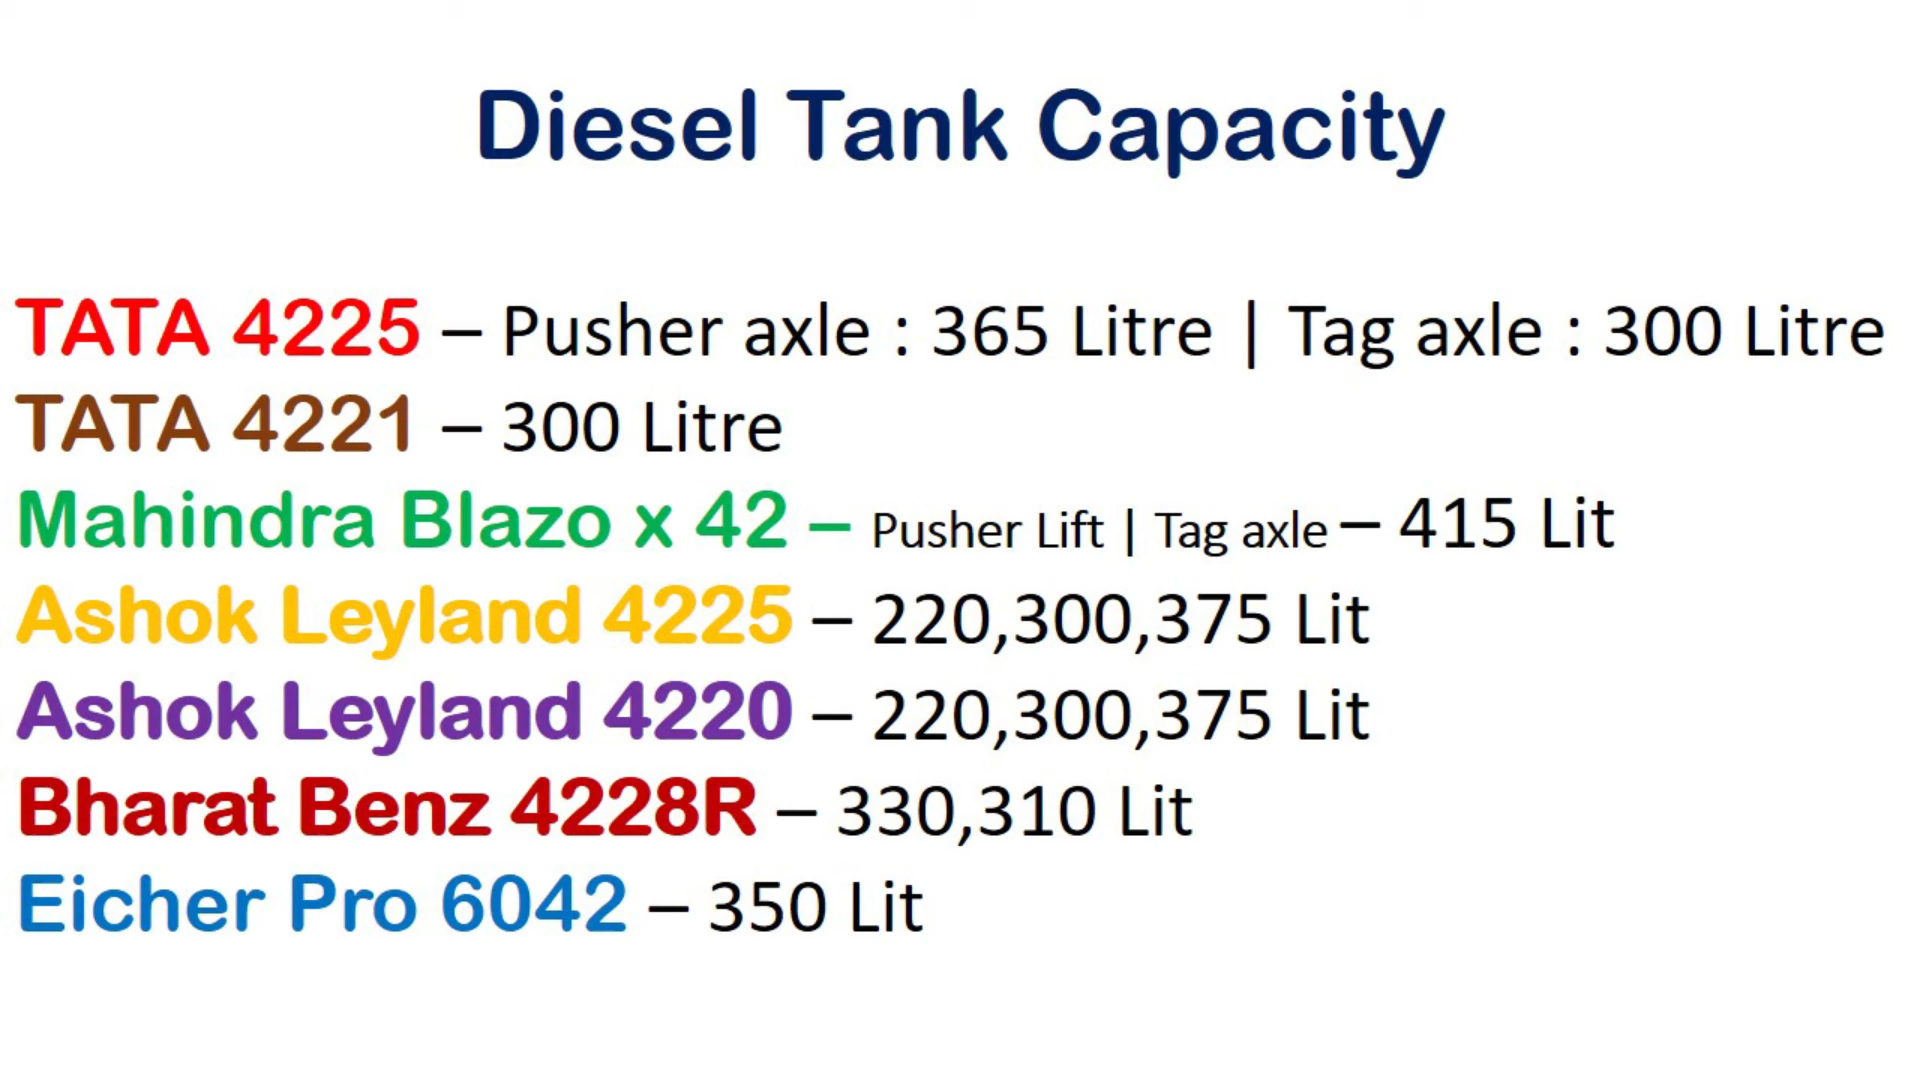 Diesel Tank Capacity
TATA 4225 – Pusher axle : 365 Litre | Tag axle : 300 Litre
TATA 4221 – 300 Litre
Mahindra Blazo x 42 – Pusher Lift | Tag axle – 415 Lit
Ashok Leyland 4225 – 220,300,375 Lit
Ashok Leyland 4220 – 220,300,375 Lit
Bharat Benz 4228R – 330,310 Lit
Eicher Pro 6042 – 350 Lit